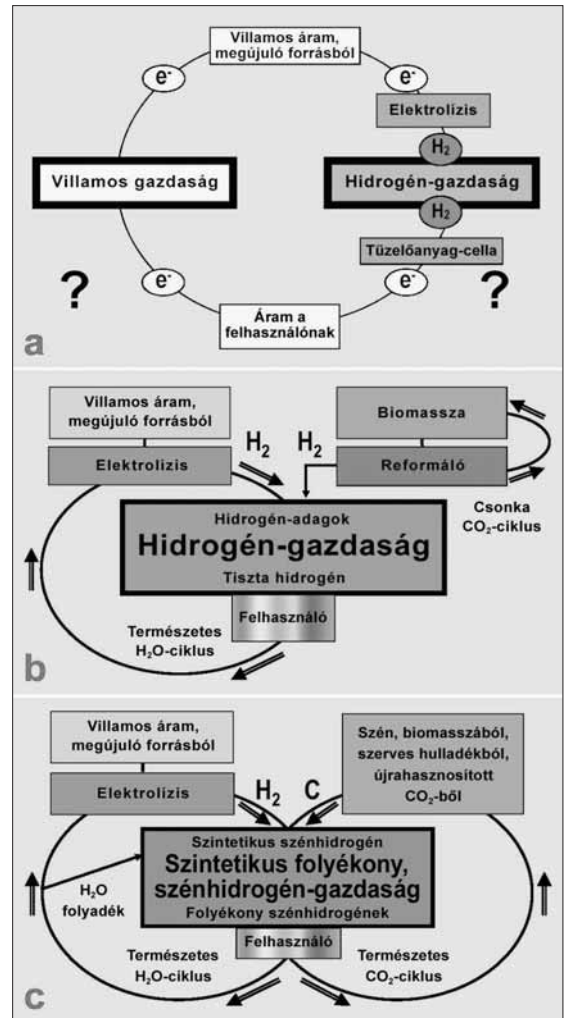 Villamos áram,
megújuló forrásból
e-
e-
Elektrolízis
H2
Villamos gazdaság
Hidrogén-gazdaság
H2
Tüzelőanyag-cella
?
e-
e-
?
Áram a
felhasználónak
a
Villamos áram,
megújuló forrásból
Elektrolízis
H2
H2
Biomassza
Reformáló
Csonka
CO2-ciklus
Hidrogén-adagok
Hidrogén-gazdaság
Tiszta hidrogén
Felhasználó
Természetes
H2O-ciklus
b
Villamos áram,
megújuló forrásból
Elektrolízis
H2
C
Szén, biomasszából,
szerves hulladékból,
újrahasznosított
CO2-ből
Szintetikus szénhidrogén
Szintetikus folyékony,
szénhidrogén-gazdaság
Folyékony szénhidrogének
H2O
folyadék
Felhasználó
Természetes
H2O-ciklus
Természetes
CO2-ciklus
c